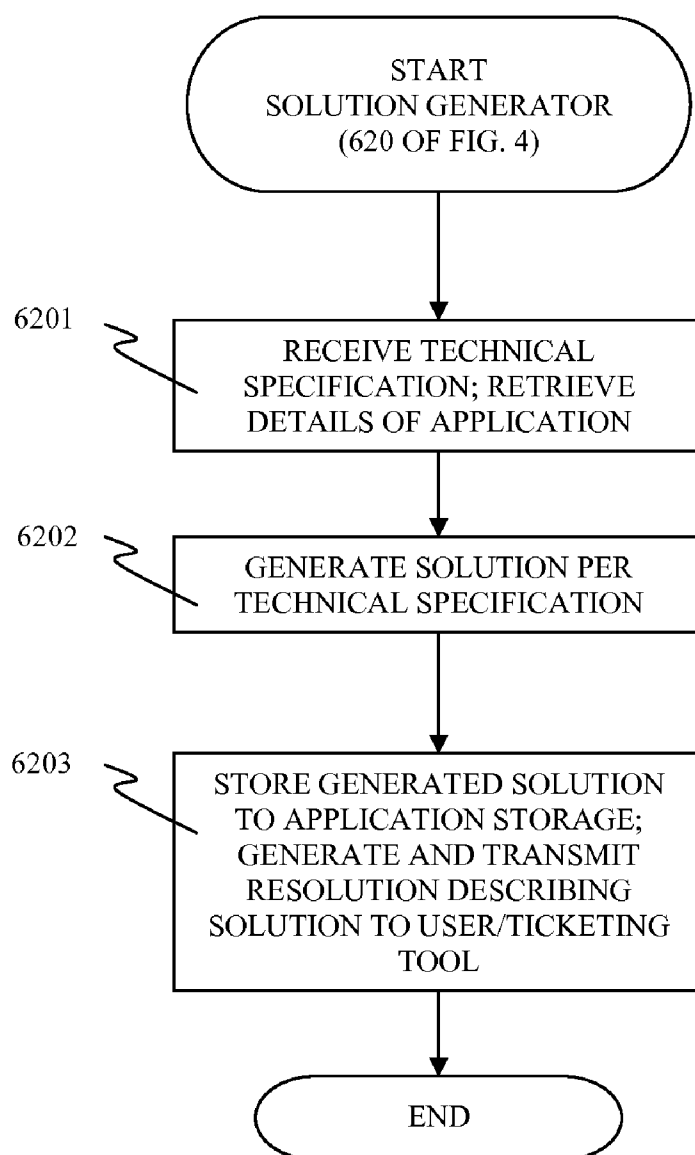 START
SOLUTION GENERATOR
(620 OF FIG. 4)
6201
RECEIVE TECHNICAL
SPECIFICATION; RETRIEVE
DETAILS OF APPLICATION
6202
GENERATE SOLUTION PER
TECHNICAL SPECIFICATION
6203
STORE GENERATED SOLUTION
TO APPLICATION STORAGE;
GENERATE AND TRANSMIT
RESOLUTION DESCRIBING
SOLUTION TO USER/TICKETING
TOOL
END